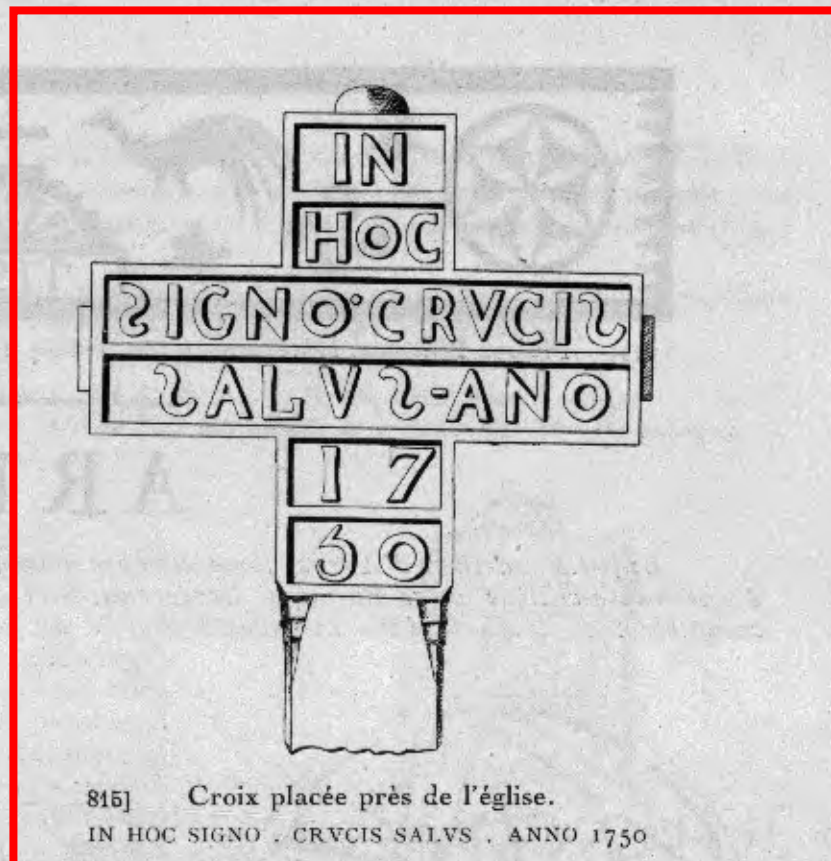 IN
HOC
SIGNO°CRVCIS
SALVS-ANO
17
50
815] Croix placée près de l'église.
IN HOC SIGNO . CRVCIS SALVS . ANNO 1750